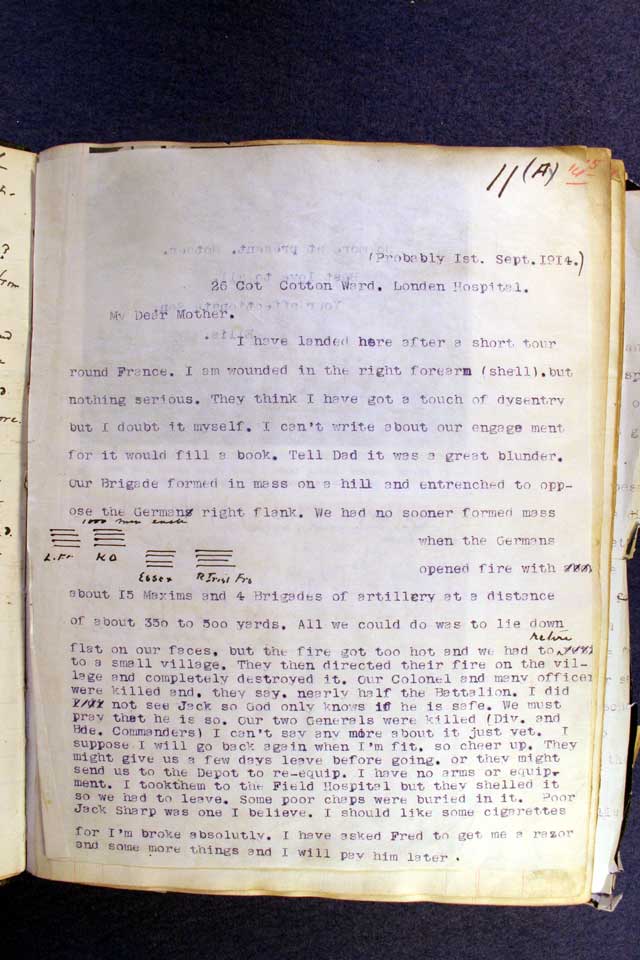 11(A)
(Probably 1st. Sept. 1914.)
26 Cot Cotton Ward. London Hospital.
My Dear Mother.
I have landed here after a short tour
round France. I am wounded in the right forearm (shell).but
nothing serious. They think I have got a touch of dysentry
but I doubt it myself. I can't write about our engage ment
for it would fill a book. Tell Dad it was a great blunder.
Our Brigade formed in mass on a hill and entrenched to opp-
ose the Germans right flank. We had no sooner formed mass
1000 men each
when the Germans
L.Fr KO
opened fire with
Essex R Irish Frs
about 15 Maxims and 4 Brigades of artillery at a distance
of about 350 to 500 yards. All we could do was to lie down
retire
flat on our faces, but the fire got too hot and we had to
to a small village. They then directed their fire on the vil-
lage and completely destroyed it. Our Colonel and many officer
were killed and, they say, nearly half the Battalion. I did
not see Jack so God only knows if he is safe. We must
pray that he is so. Our two Generals were killed (Div. and
Bde. Commanders) I can't say any more about it just yet. I
suppose I will go back again when I'm fit, so cheer up. They
might give us a few days leave before going, or they might
send us to the Depot to re-equip. I have no arms or equip-
ment. I tookthem to the Field Hospital but they shelled it
so we had to leave. Some poor chaps were buried in it. Poor
Jack Sharp was one I believe. I should like some cigarettes
for I'm broke absolutly. I have asked Fred to get me a razor
and some more things and I will pay him later .